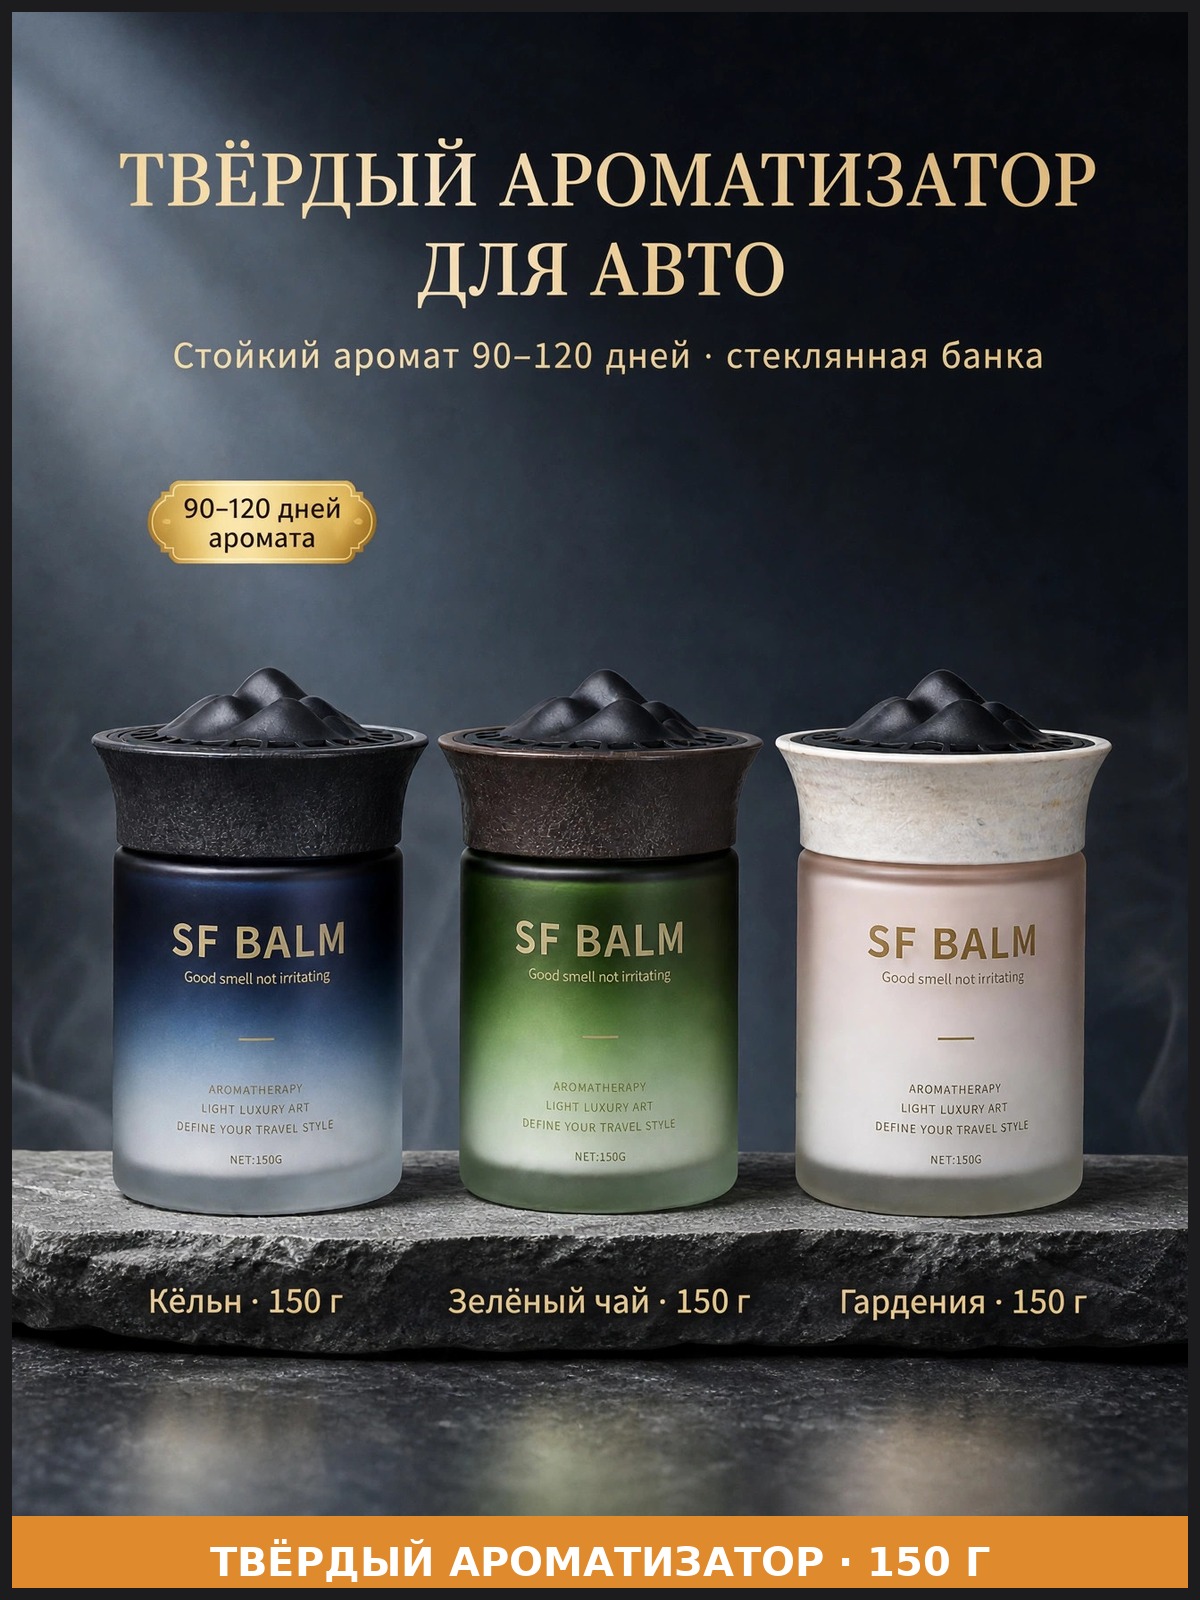 ТВЁРДЫЙ АРОМАТИЗАТОР
ДЛЯ АВТО
Стойкий аромат 90–120 дней · стеклянная банка
90–120 дней
аромата
SF BALM
Good smell not irritating
AROMATHERAPY
LIGHT LUXURY ART
DEFINE YOUR TRAVEL STYLE
NET:150G
SF BALM
Good smell not irritating
AROMATHERAPY
LIGHT LUXURY ART
DEFINE YOUR TRAVEL STYLE
NET:150G
SF BALM
Good smell not irritating
AROMATHERAPY
LIGHT LUXURY ART
DEFINE YOUR TRAVEL STYLE
NET:150G
Кёльн · 150 г
Зелёный чай · 150 г
Гардения · 150 г
ТВЁРДЫЙ АРОМАТИЗАТОР · 150 Г